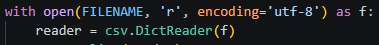 with open(FILENAME, 'r', encoding='utf-8') as f:
    reader = csv.DictReader(f)